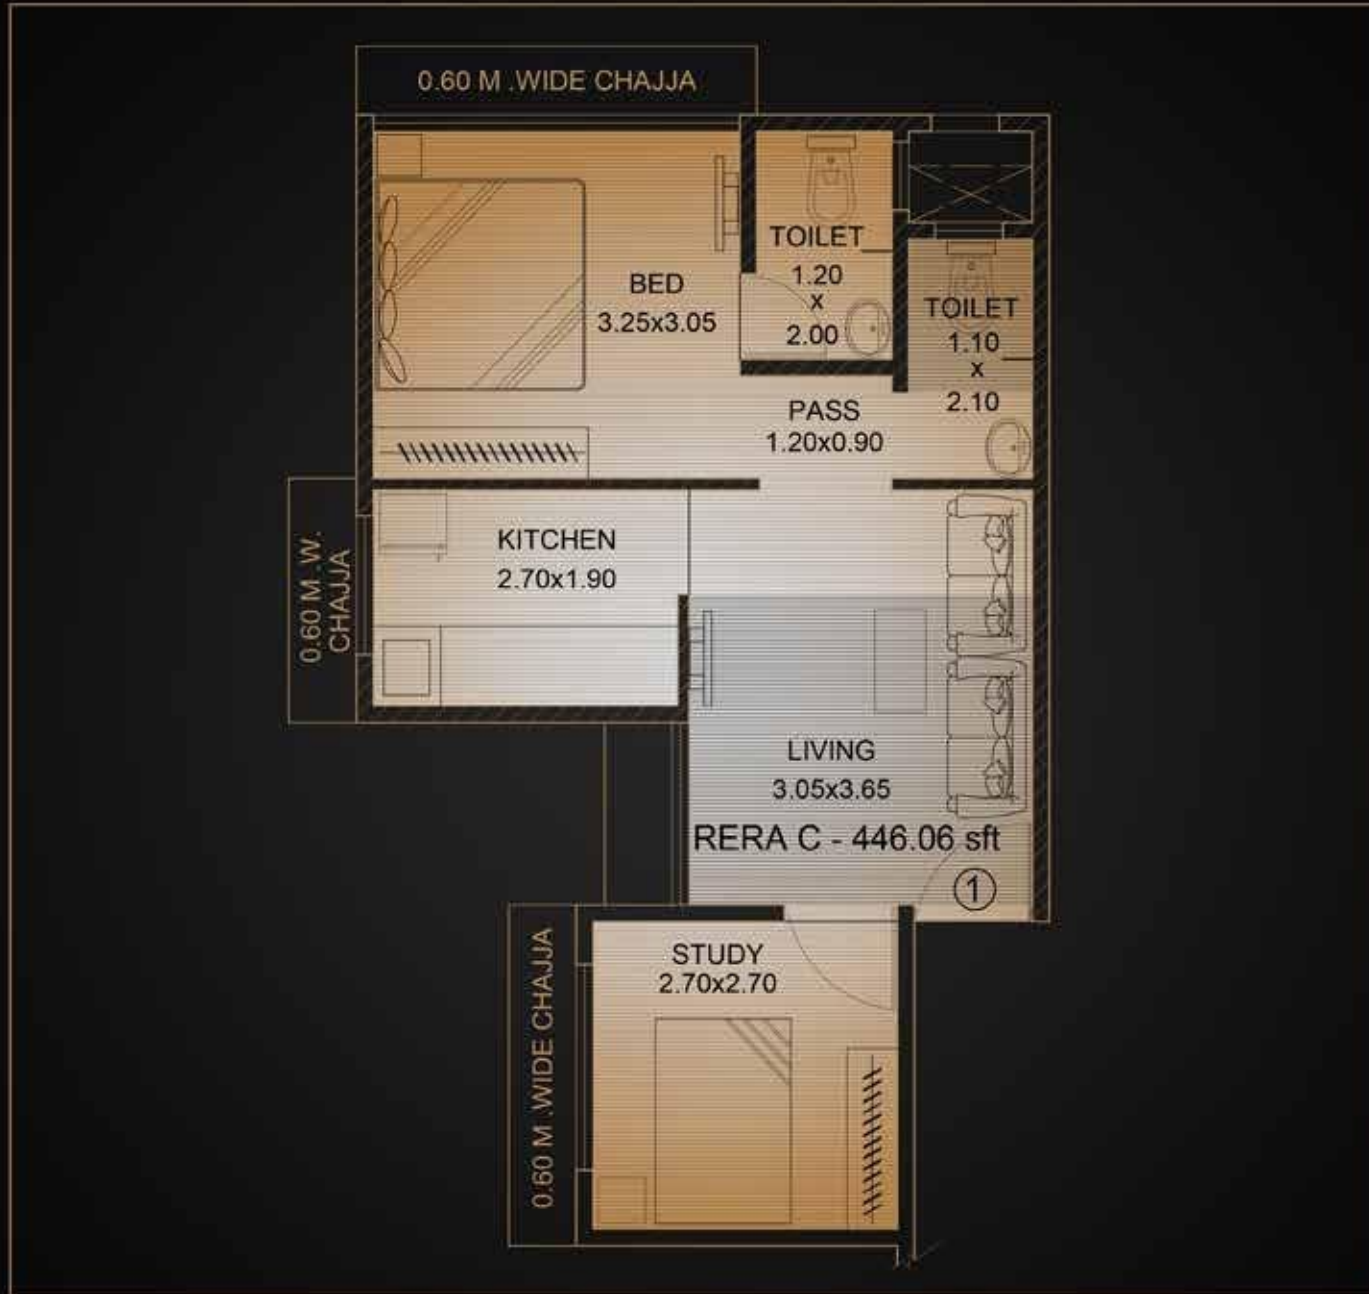 0.60 M .WIDE CHAJJA
BED
3.25x3.05
TOILET
1.20
x
2.00
TOILET
1.10
x
2.10
PASS
1.20x0.90
0.60 M .W.
CHAJJA
KITCHEN
2.70x1.90
LIVING
3.05x3.65
RERA C - 446.06 sft
1
0.60 M .WIDE CHAJJA
STUDY
2.70x2.70